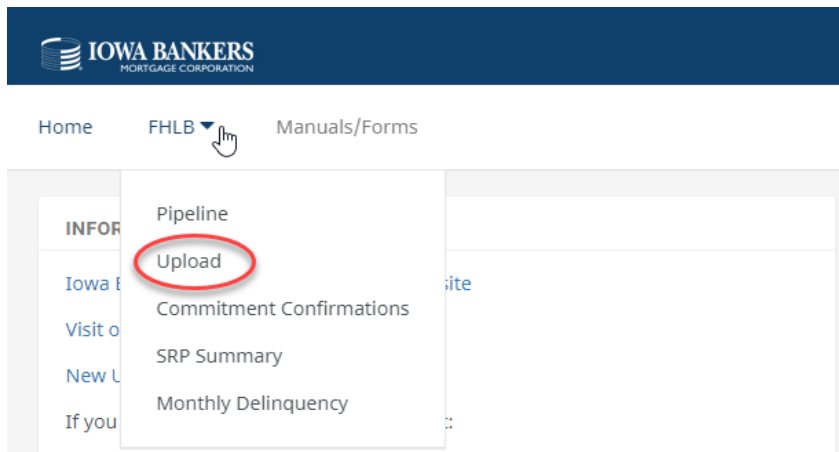 IOWA BANKERS
MORTGAGE CORPORATION
Home FHLB Manuals/Forms
Pipeline
Upload
Commitment Confirmations
SRP Summary
Monthly Delinquency
INFOR
Iowa B site
Visit o
New U
If you :